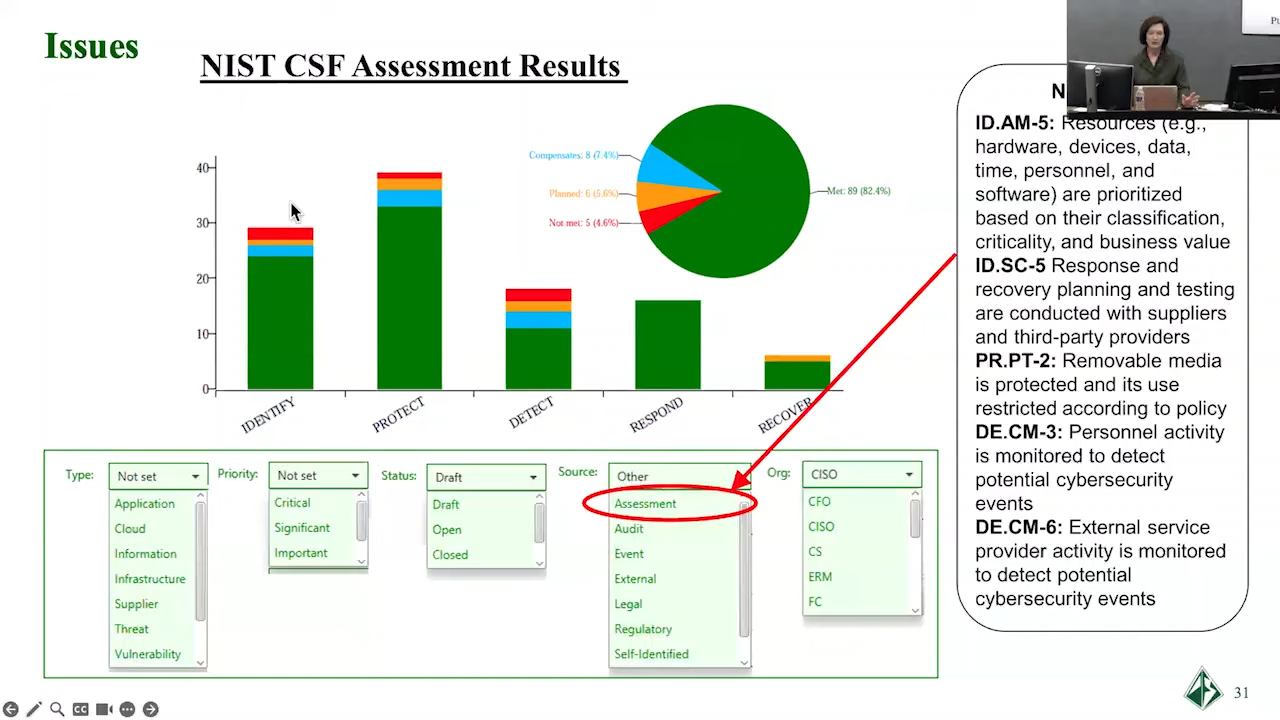 Issues
NIST CSF Assessment Results
Compensates: 8 (7.4%)
Planned: 6 (5.6%)
Not met: 5 (4.6%)
Met: 89 (82.4%)
40
30
20
10
0
IDENTIFY
PROTECT
DETECT
RESPOND
RECOVER
ID.AM-5: Resources (e.g.,
hardware, devices, data,
time, personnel, and
software) are prioritized
based on their classification,
criticality, and business value
ID.SC-5 Response and
recovery planning and testing
are conducted with suppliers
and third-party providers
PR.PT-2: Removable media
is protected and its use
restricted according to policy
DE.CM-3: Personnel activity
is monitored to detect
potential cybersecurity
events
DE.CM-6: External service
provider activity is monitored
to detect potential
cybersecurity events
Type:
Not set
Application
Cloud
Information
Infrastructure
Supplier
Threat
Vulnerability
Priority:
Not set
Critical
Significant
Important
Status:
Draft
Draft
Open
Closed
Source:
Other
Assessment
Audit
Event
External
Legal
Regulatory
Self-Identified
Org:
CISO
CFO
CISO
CS
ERM
FC
CC
31